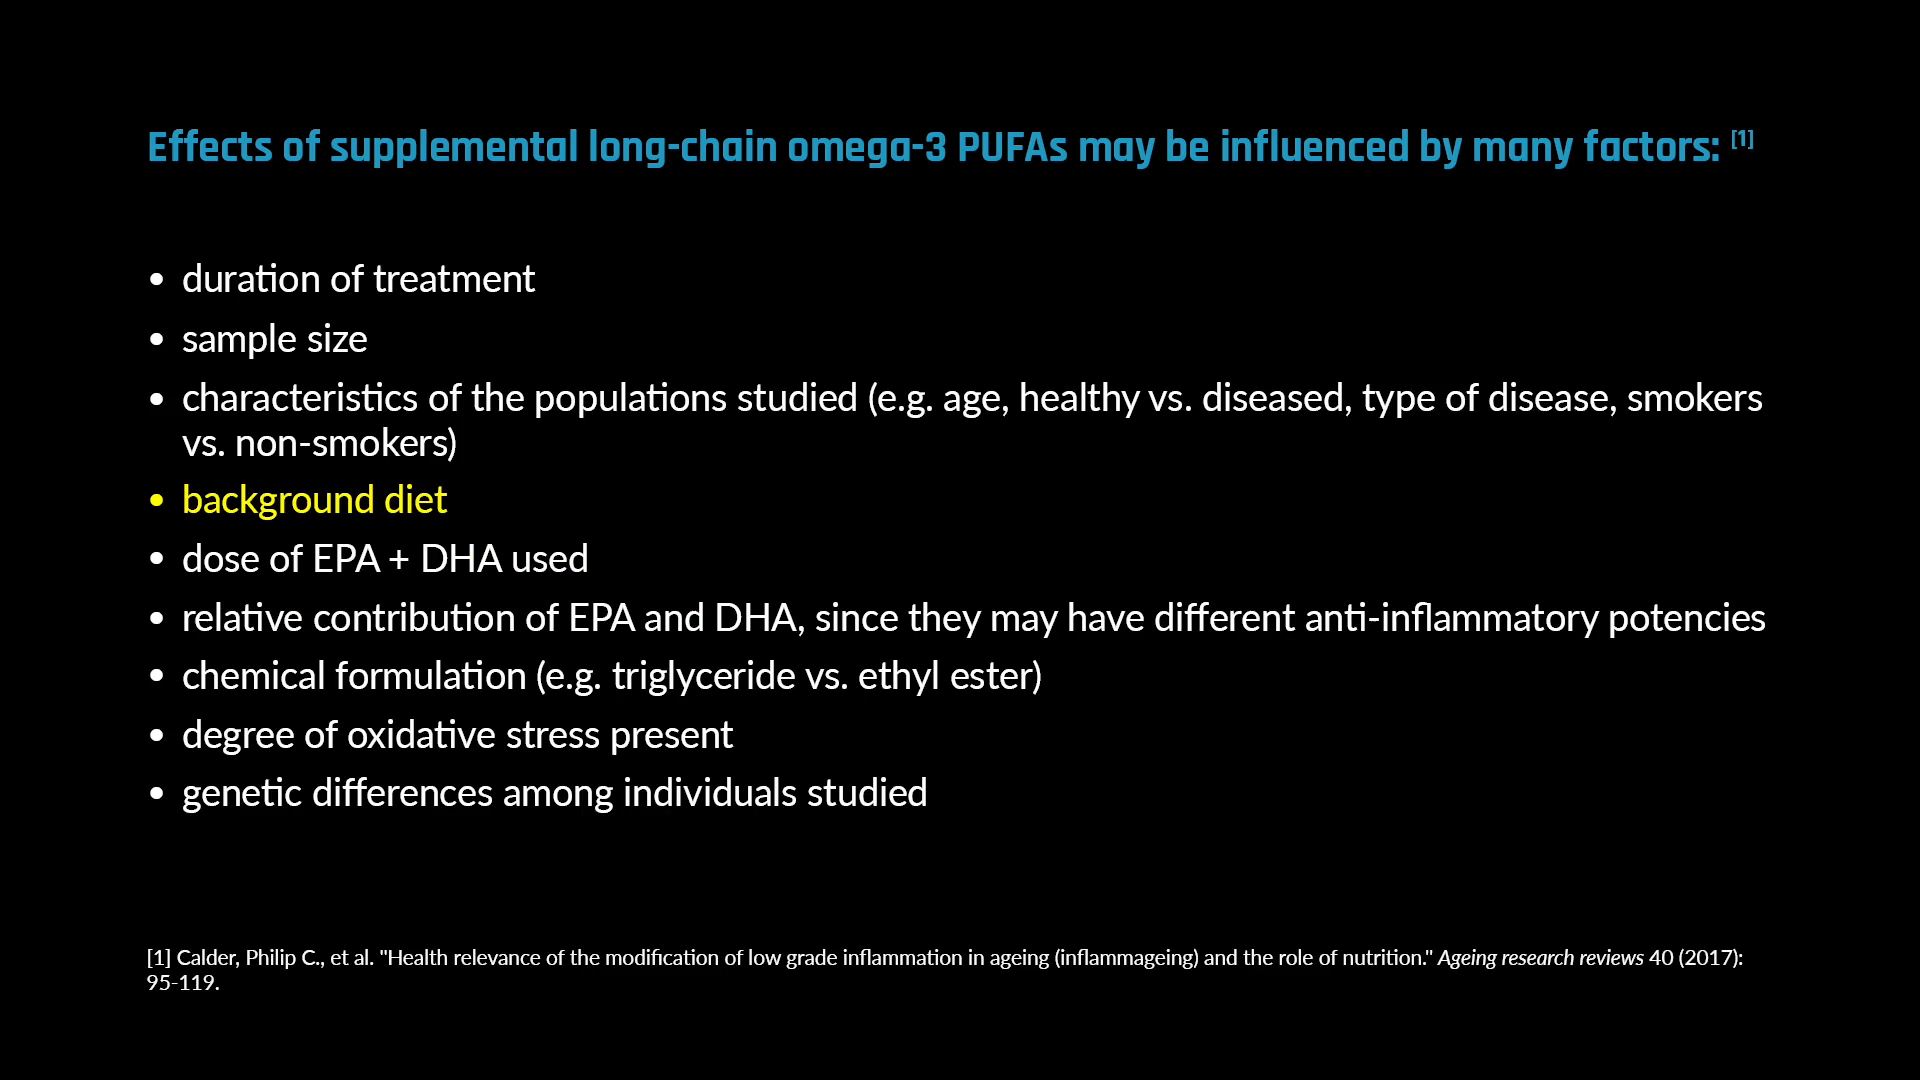 Effects of supplemental long-chain omega-3 PUFAs may be influenced by many factors: [1]
• duration of treatment
• sample size
• characteristics of the populations studied (e.g. age, healthy vs. diseased, type of disease, smokers
vs. non-smokers)
• background diet
• dose of EPA + DHA used
• relative contribution of EPA and DHA, since they may have different anti-inflammatory potencies
• chemical formulation (e.g. triglyceride vs. ethyl ester)
• degree of oxidative stress present
• genetic differences among individuals studied
[1] Calder, Philip C., et al. "Health relevance of the modification of low grade inflammation in ageing (inflammageing) and the role of nutrition." Ageing research reviews 40 (2017):
95-119.